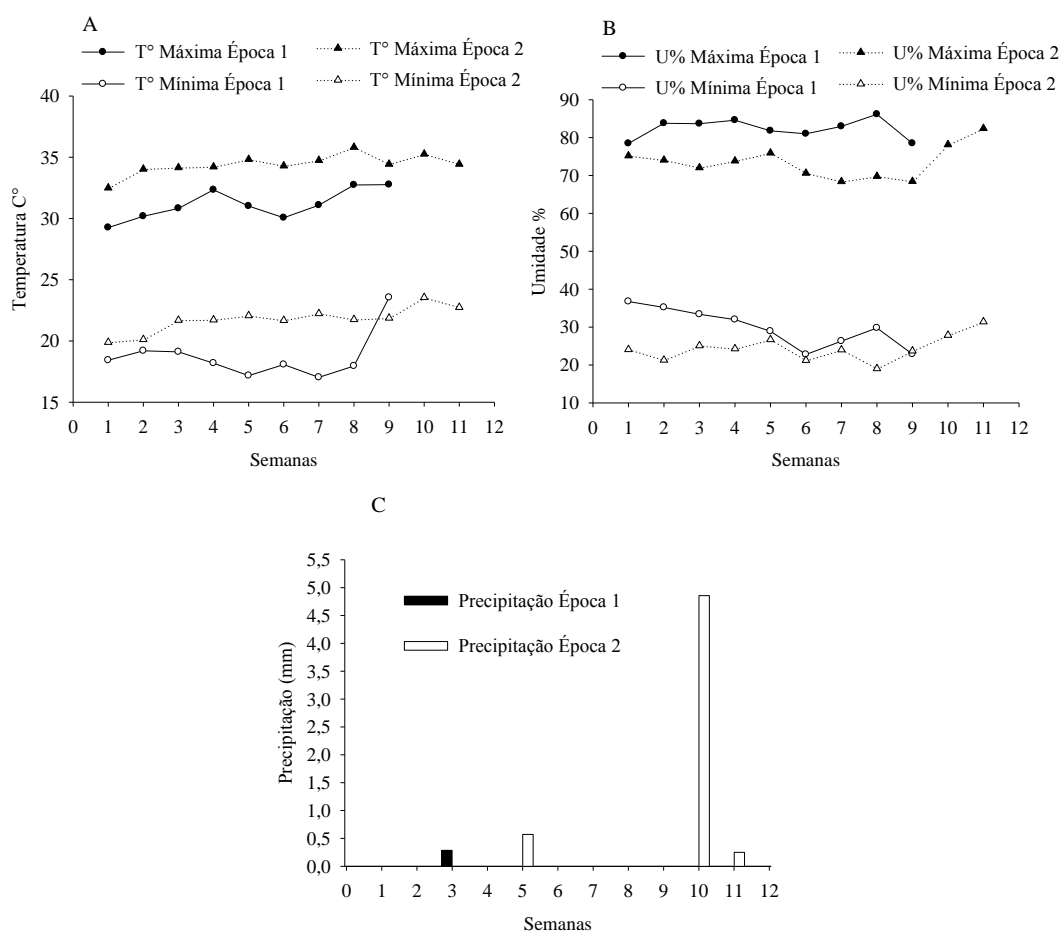 A
T° Máxima Época 1
T° Máxima Época 2
T° Mínima Época 1
T° Mínima Época 2
40
35
30
25
20
15
Temperatura C°
0 1 2 3 4 5 6 7 8 9 10 11 12
Semanas
B
U% Máxima Época 1
U% Máxima Época 2
U% Mínima Época 1
U% Mínima Época 2
90
80
70
60
50
40
30
20
10
Umidade %
0 1 2 3 4 5 6 7 8 9 10 11 12
Semanas
C
5,5
5,0
4,5
4,0
3,5
3,0
2,5
2,0
1,5
1,0
0,5
0,0
Precipitação (mm)
Precipitação Época 1
Precipitação Época 2
0 1 2 3 4 5 6 7 8 9 10 11 12
Semanas